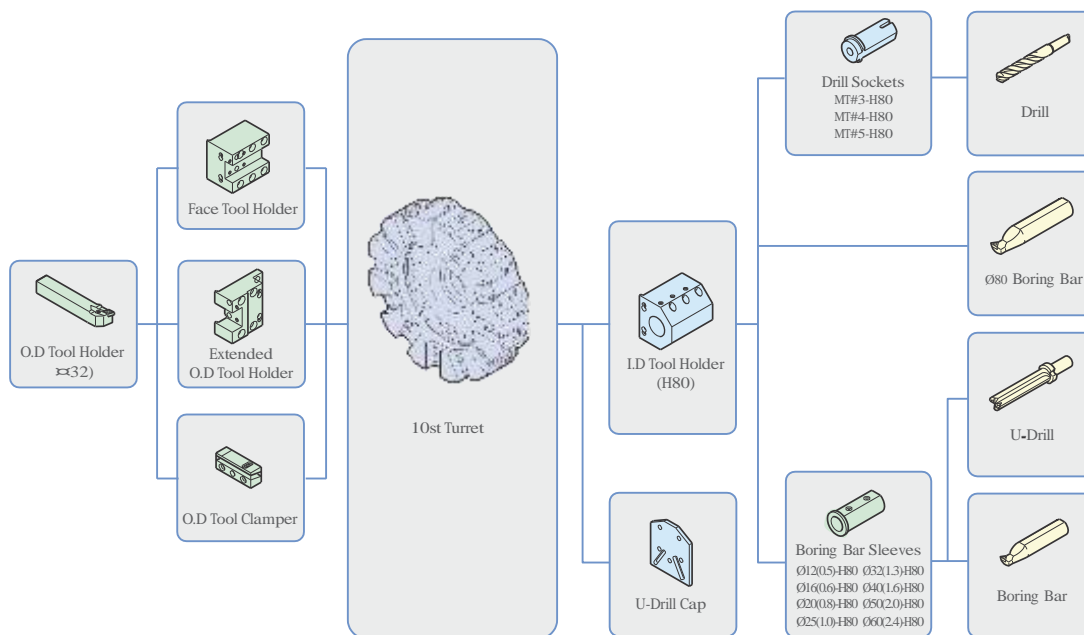 Face Tool Holder
O.D Tool Holder
¤32)
Extended
O.D Tool Holder
O.D Tool Clamper
10st Turret
I.D Tool Holder
(H80)
U-Drill Cap
Drill Sockets
MT#3-H80
MT#4-H80
MT#5-H80
Drill
Ø80 Boring Bar
U-Drill
Boring Bar Sleeves
Ø12(0.5)-H80 Ø32(1.3)-H80
Ø16(0.6)-H80 Ø40(1.6)-H80
Ø20(0.8)-H80 Ø50(2.0)-H80
Ø25(1.0)-H80 Ø60(2.4)-H80
Boring Bar